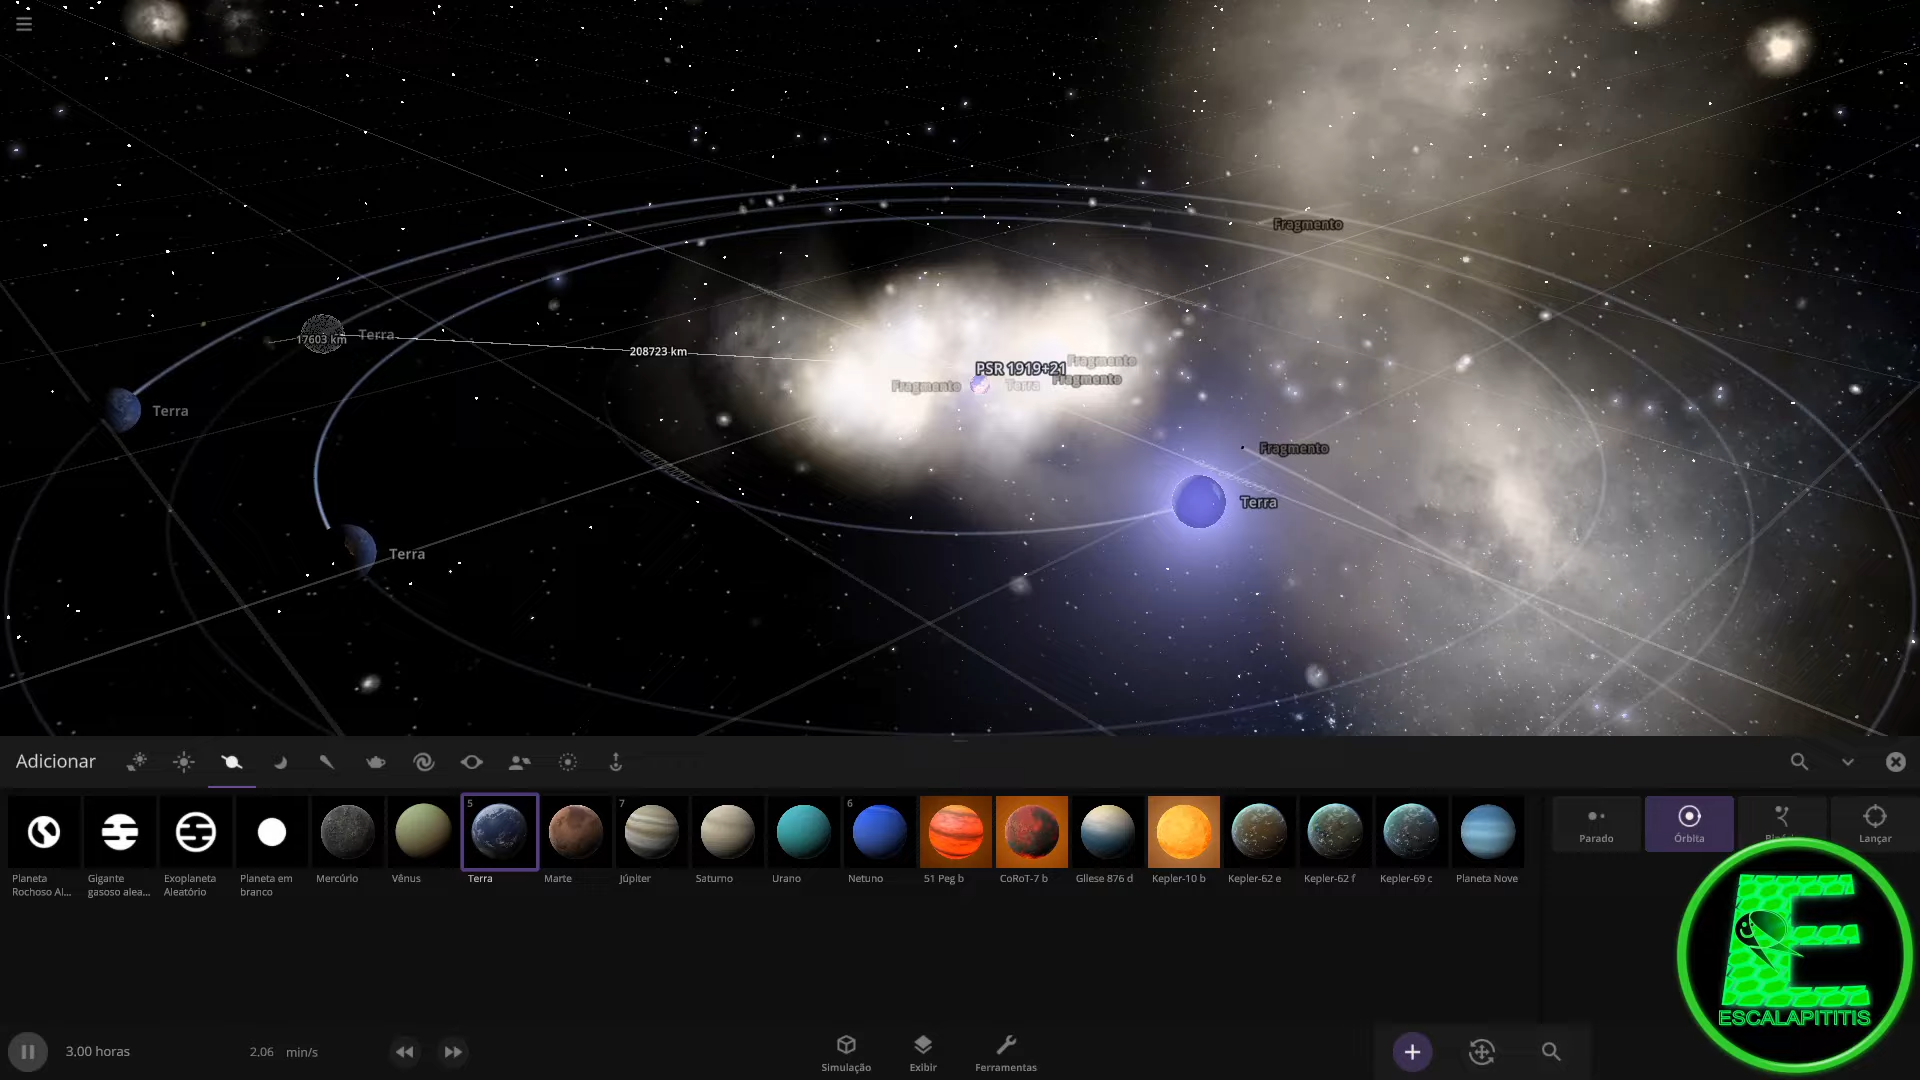 Fragmento
17603 km
Terra
208723 km
PSR 1919+21
Fragmento
Fragmento
Terra
Fragmento
Terra
Fragmento
Terra
Terra
Adicionar
5
7
6
Planeta
Rochoso Al...
Gigante
gasoso alea...
Exoplaneta
Aleatório
Planeta em
branco
Mercúrio
Vênus
Terra
Marte
Júpiter
Saturno
Urano
Netuno
51 Peg b
CoRoT-7 b
Gliese 876 d
Kepler-10 b
Kepler-62 e
Kepler-62 f
Kepler-69 c
Planeta Nove
Parado
Órbita
Lançar
E
ESCALAPITITIS
3,00 horas
2,06 min/s
Simulação
Exibir
Ferramentas